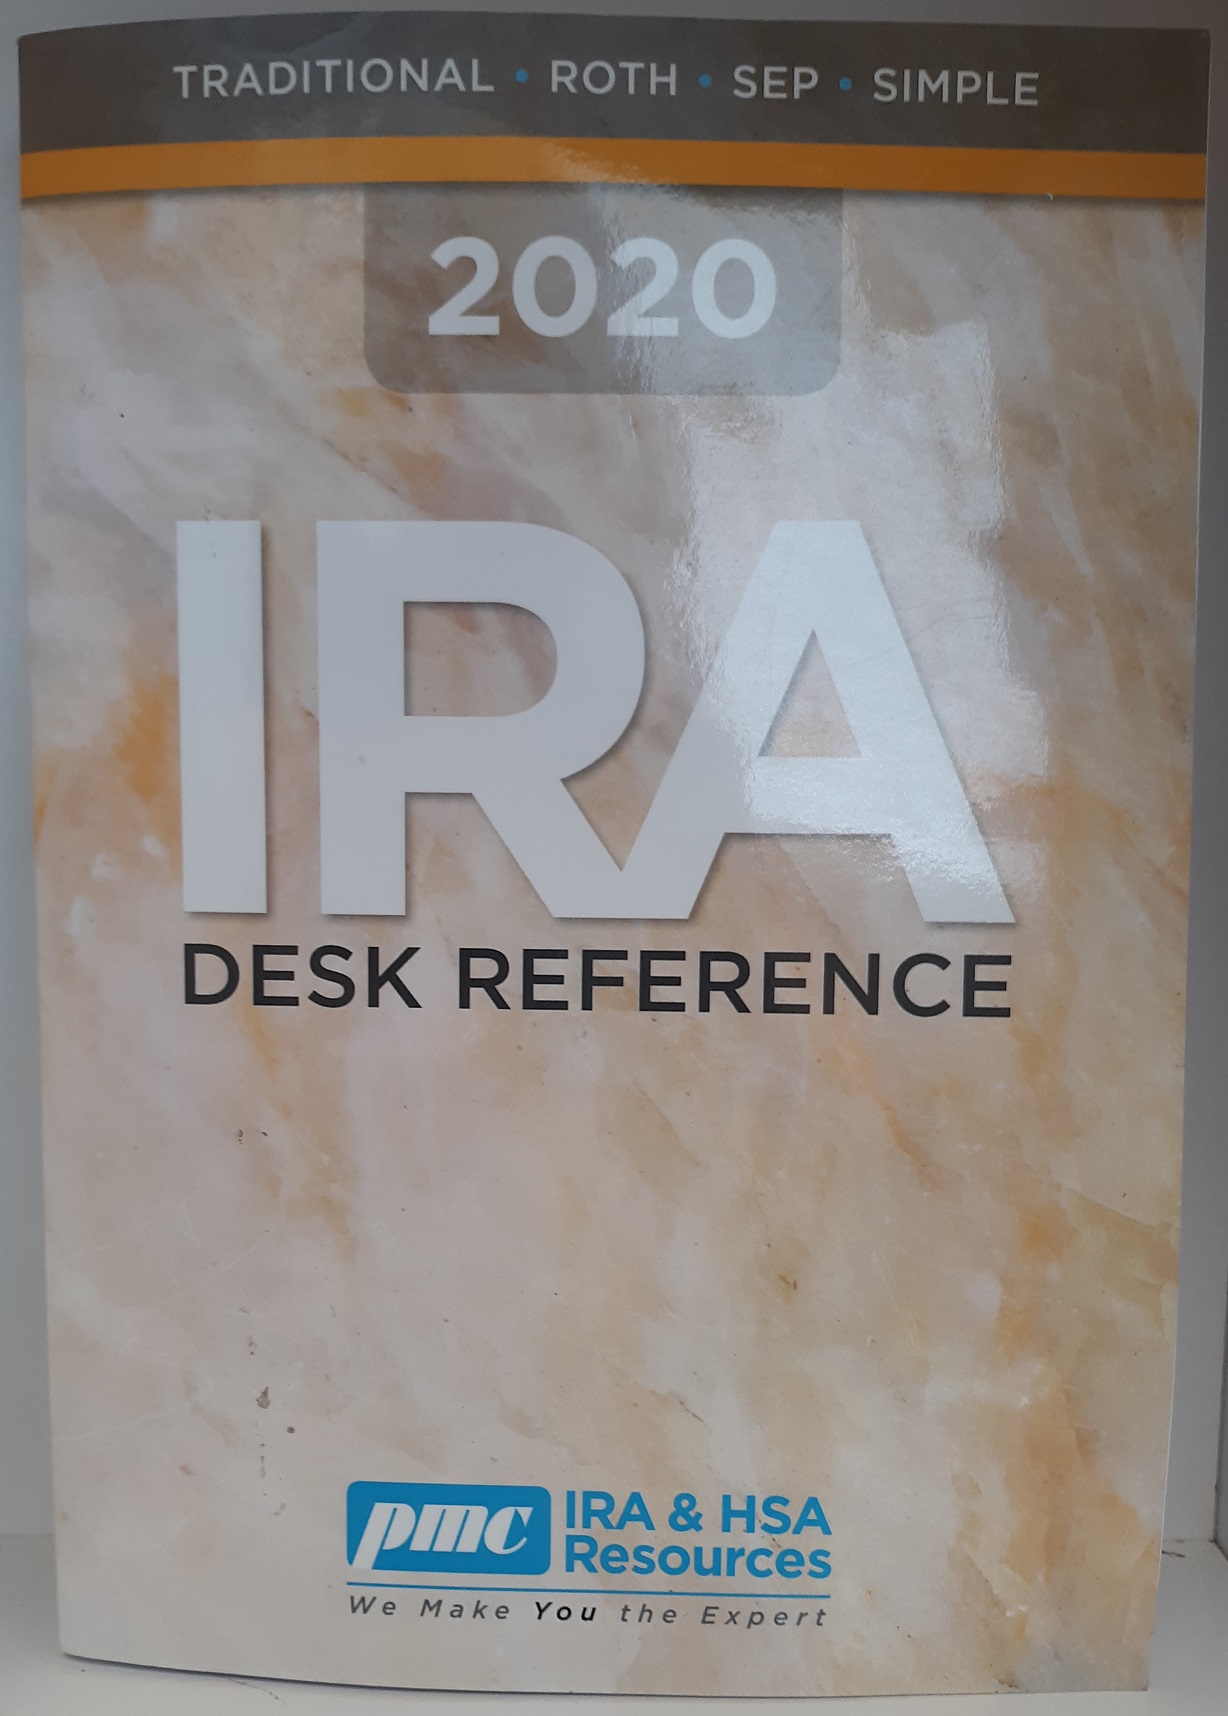 TRADITIONAL • ROTH • SEP • SIMPLE
2020
IRA
DESK REFERENCE
pmc IRA & HSA
Resources
We Make You the Expert